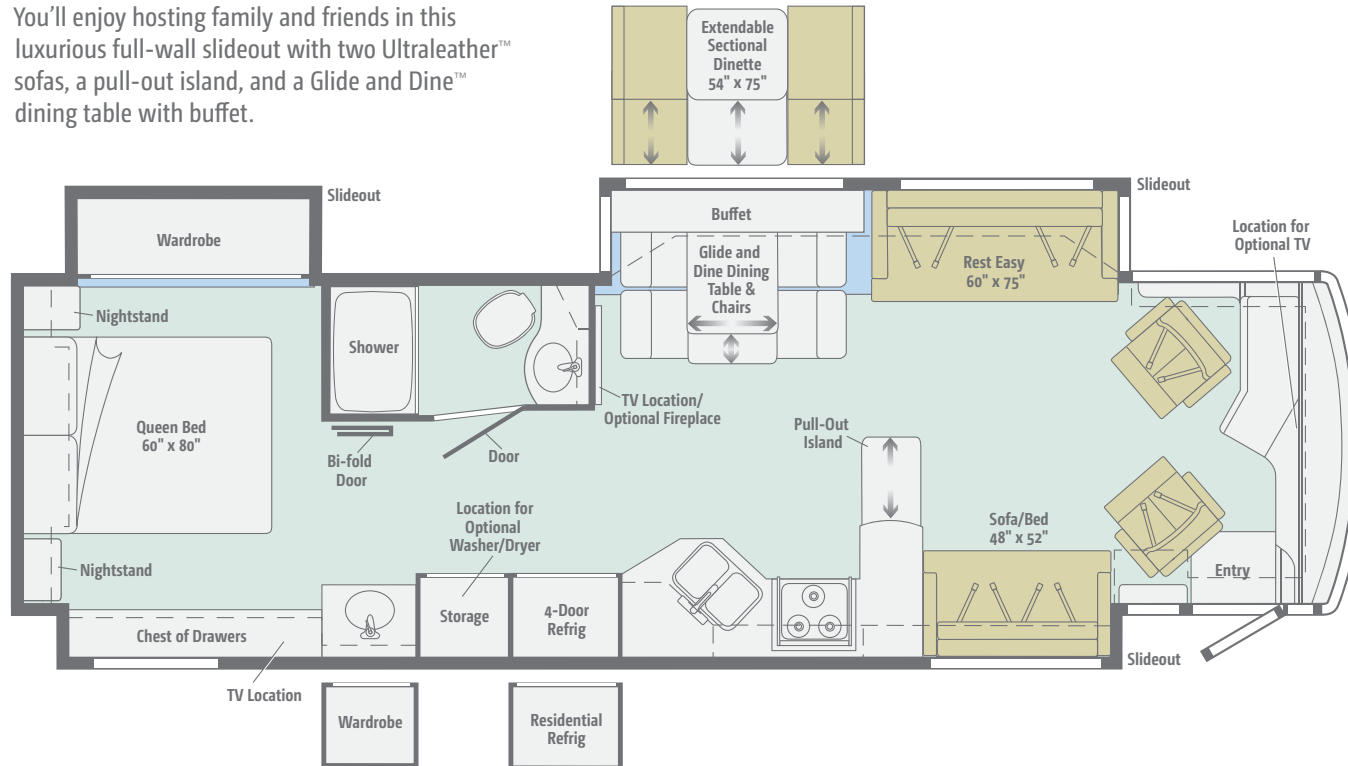 You’ll enjoy hosting family and friends in this
luxurious full-wall slideout with two Ultraleather™
sofas, a pull-out island, and a Glide and Dine™
dining table with buffet.
Extendable
Sectional
Dinette
54" x 75"
Slideout
Slideout
Wardrobe
Buffet
Location for
Optional TV
Glide and
Dine Dining
Table &
Chairs
Rest Easy
60" x 75"
Nightstand
Shower
TV Location/
Optional Fireplace
Queen Bed
60" x 80"
Pull-Out
Island
Bi-fold
Door
Door
Location for
Optional
Washer/Dryer
Sofa/Bed
48" x 52"
Nightstand
Entry
Storage
4-Door
Refrig
Chest of Drawers
Slideout
TV Location
Wardrobe
Residential
Refrig